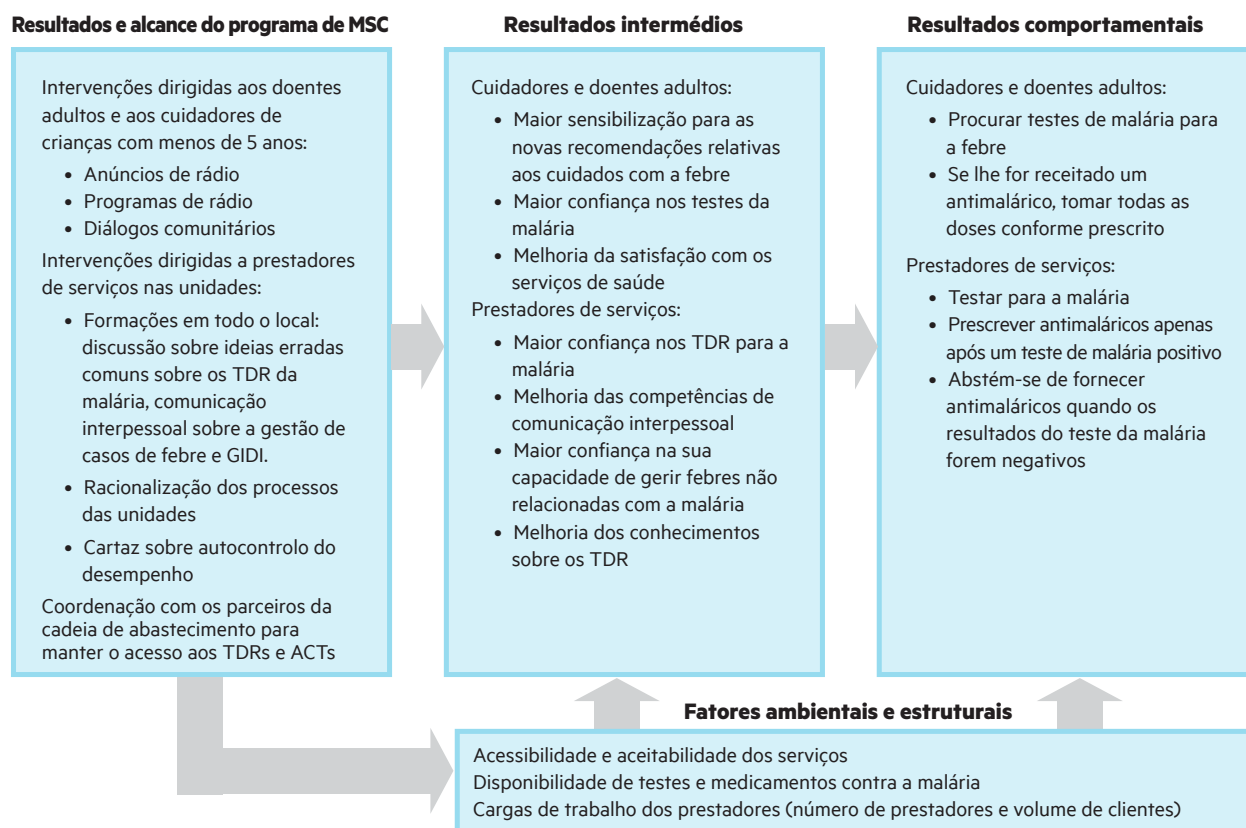 Resultados e alcance do programa de MSC
Intervenções dirigidas aos doentes
adultos e aos cuidadores de
crianças com menos de 5 anos:
• Anúncios de rádio
• Programas de rádio
• Diálogos comunitários
Intervenções dirigidas a prestadores
de serviços nas unidades:
• Formações em todo o local:
discussão sobre ideias erradas
comuns sobre os TDR da
malária, comunicação
interpessoal sobre a gestão de
casos de febre e GIDI.
• Racionalização dos processos
das unidades
• Cartaz sobre autocontrolo do
desempenho
Coordenação com os parceiros da
cadeia de abastecimento para
manter o acesso aos TDRs e ACTs
Resultados intermédios
Cuidadores e doentes adultos:
• Maior sensibilização para as
novas recomendações relativas
aos cuidados com a febre
• Maior confiança nos testes da
malária
• Melhoria da satisfação com os
serviços de saúde
Prestadores de serviços:
• Maior confiança nos TDR para a
malária
• Melhoria das competências de
comunicação interpessoal
• Maior confiança na sua
capacidade de gerir febres não
relacionadas com a malária
• Melhoria dos conhecimentos
sobre os TDR
Resultados comportamentais
Cuidadores e doentes adultos:
• Procurar testes de malária para
a febre
• Se lhe for receitado um
antimalárico, tomar todas as
doses conforme prescrito
Prestadores de serviços:
• Testar para a malária
• Prescrever antimaláricos apenas
após um teste de malária positivo
• Abstém-se de fornecer
antimaláricos quando os
resultados do teste da malária
forem negativos
Fatores ambientais e estruturais
Acessibilidade e aceitabilidade dos serviços
Disponibilidade de testes e medicamentos contra a malária
Cargas de trabalho dos prestadores (número de prestadores e volume de clientes)